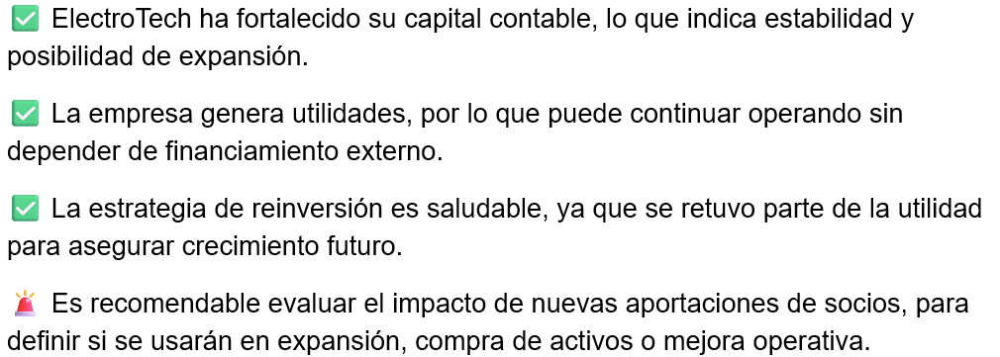 ✅ ElectroTech ha fortalecido su capital contable, lo que indica estabilidad y
posibilidad de expansión.
✅ La empresa genera utilidades, por lo que puede continuar operando sin
depender de financiamiento externo.
✅ La estrategia de reinversión es saludable, ya que se retuvo parte de la utilidad
para asegurar crecimiento futuro.
🚨 Es recomendable evaluar el impacto de nuevas aportaciones de socios, para
definir si se usarán en expansión, compra de activos o mejora operativa.